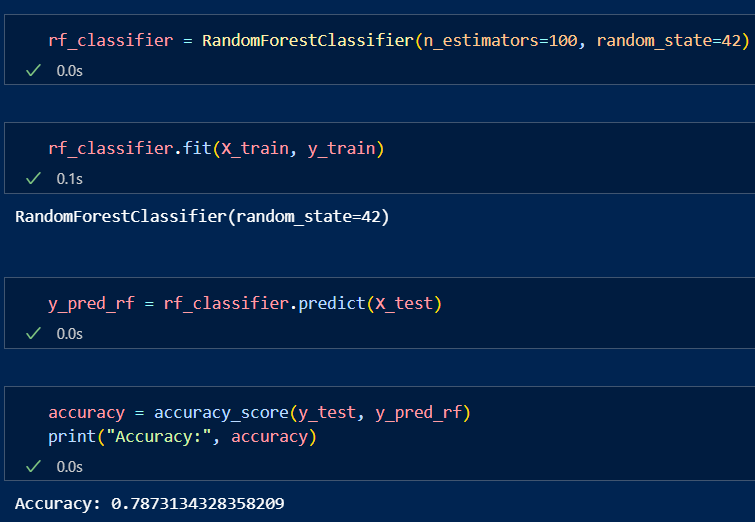 rf_classifier = RandomForestClassifier(n_estimators=100, random_state=42)
0.0s
rf_classifier.fit(X_train, y_train)
0.1s
RandomForestClassifier(random_state=42)
y_pred_rf = rf_classifier.predict(X_test)
0.0s
accuracy = accuracy_score(y_test, y_pred_rf)
print("Accuracy:", accuracy)
0.0s
Accuracy: 0.7873134328358209